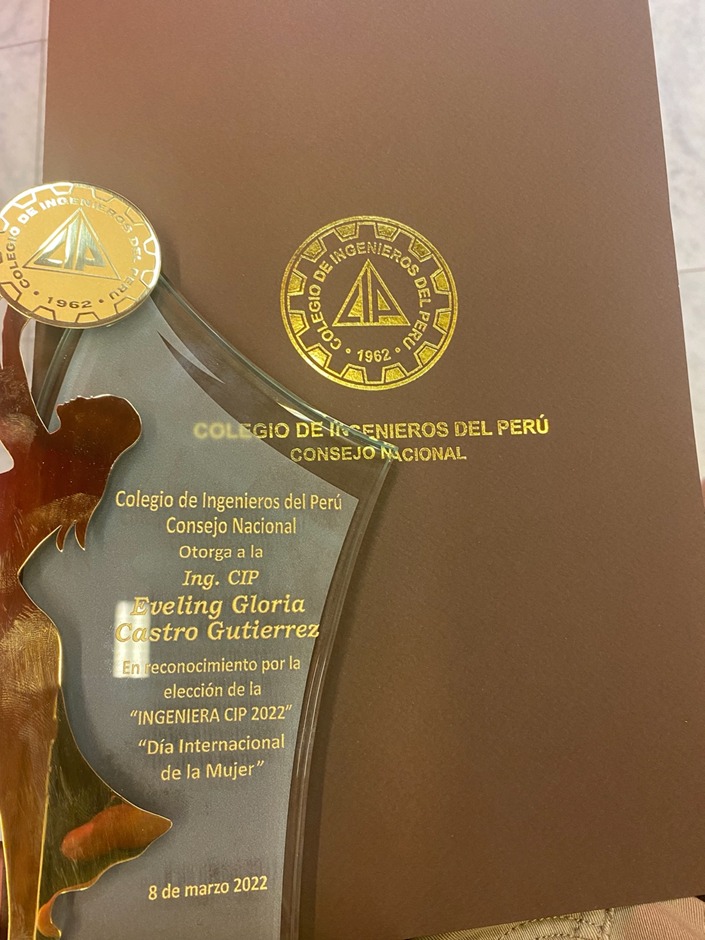 COLEGIO DE INGENIEROS DEL PERU
CIP
• 1962 •
COLEGIO DE INGENIEROS DEL PERU
CIP
• 1962 •
COLEGIO DE INGENIEROS DEL PERÚ
CONSEJO NACIONAL
Colegio de Ingenieros del Perú
Consejo Nacional
Otorga a la
Ing. CIP
Eveling Gloria
Castro Gutierrez
En reconocimiento por la
elección de la
“INGENIERA CIP 2022”
“Día Internacional
de la Mujer”
8 de marzo 2022